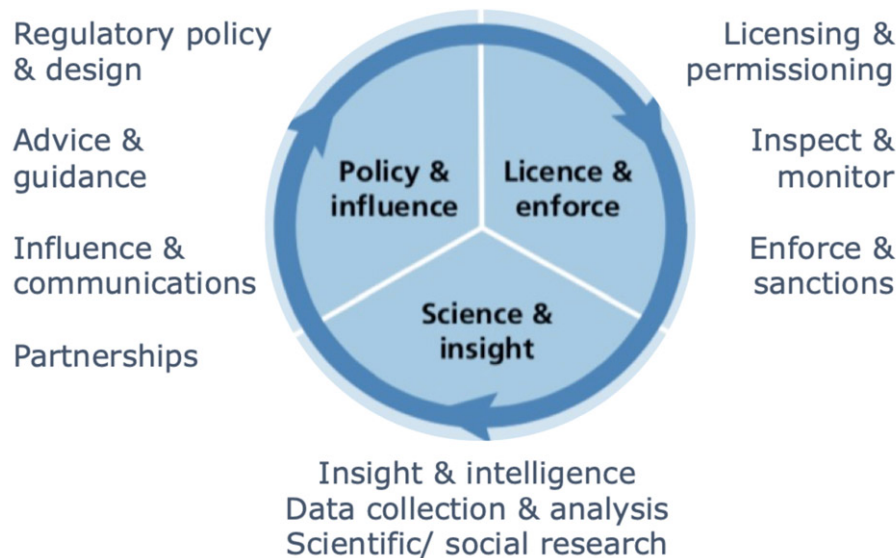 Regulatory policy
& design
Advice &
guidance
Influence &
communications
Partnerships
Policy &
influence
Licence &
enforce
Science &
insight
Licensing &
permissioning
Inspect &
monitor
Enforce &
sanctions
Insight & intelligence
Data collection & analysis
Scientific/ social research